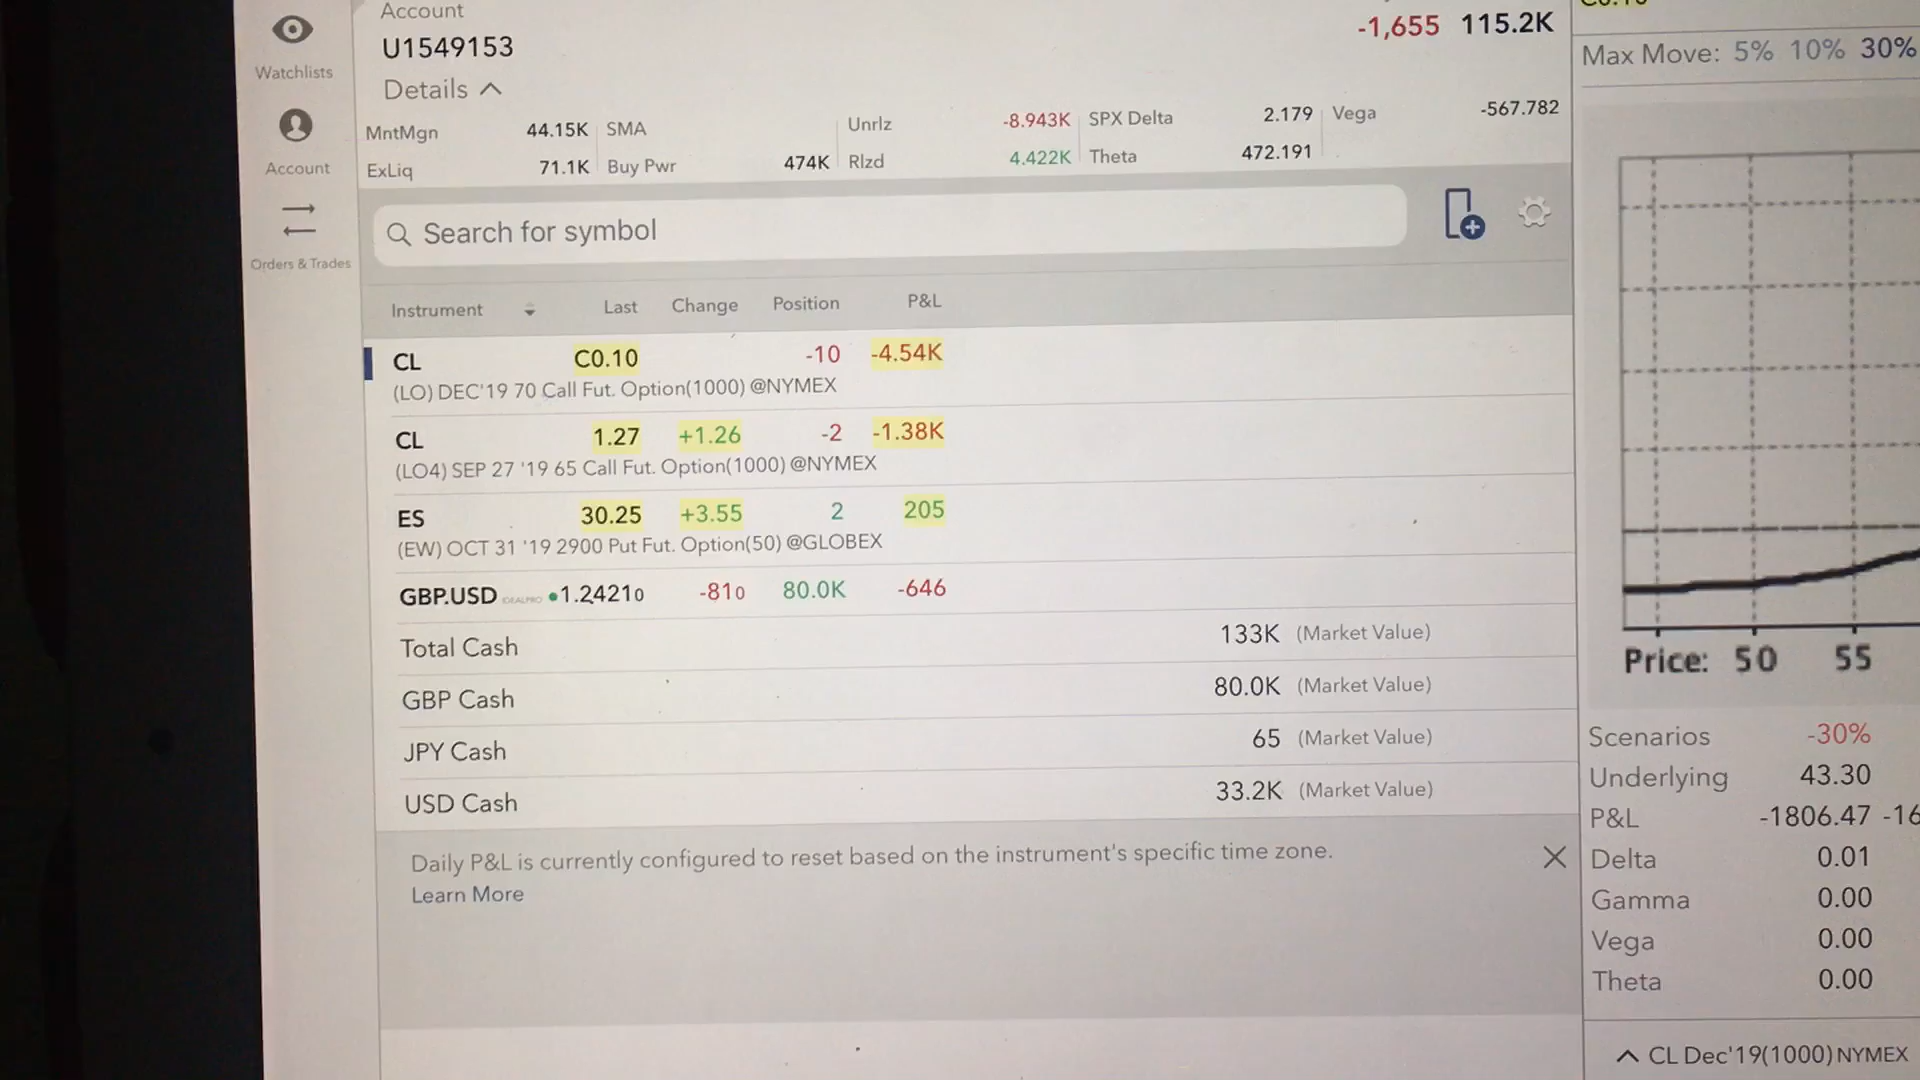 Account
U1549153
-1,655 115.2K
Details
MntMgn 44.15K SMA Unrlz -8.943K SPX Delta 2.179 Vega -567.782
ExLiq 71.1K Buy Pwr 474K Rlzd 4.422K Theta 472.191
Watchlists
Account
Orders & Trades
Search for symbol
Instrument Last Change Position P&L
CL C0.10 -10 -4.54K
(LO) DEC'19 70 Call Fut. Option(1000) @NYMEX
CL 1.27 +1.26 -2 -1.38K
(LO4) SEP 27 '19 65 Call Fut. Option(1000) @NYMEX
ES 30.25 +3.55 2 205
(EW) OCT 31 '19 2900 Put Fut. Option(50) @GLOBEX
GBP.USD IDEALPRO 1.24210 -810 80.0K -646
Total Cash 133K (Market Value)
GBP Cash 80.0K (Market Value)
JPY Cash 65 (Market Value)
USD Cash 33.2K (Market Value)
Daily P&L is currently configured to reset based on the instrument's specific time zone.
Learn More
C0.10
Max Move: 5% 10% 30%
Price: 50 55
Scenarios -30%
Underlying 43.30
P&L -1806.47 -16
Delta 0.01
Gamma 0.00
Vega 0.00
Theta 0.00
CL Dec'19(1000) NYMEX